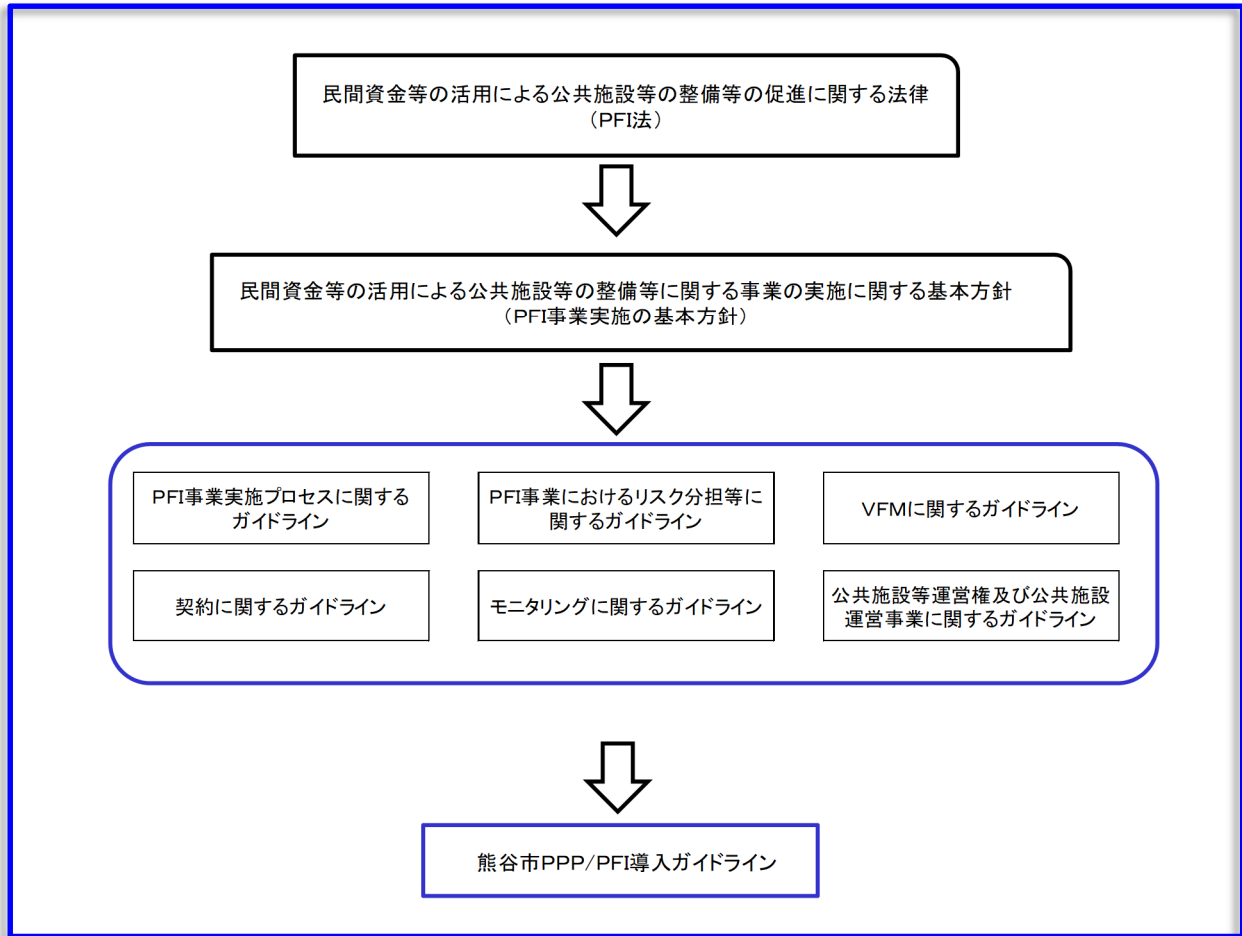 民間資金等の活用による公共施設等の整備等の促進に関する法律
（PFI法）
民間資金等の活用による公共施設等の整備等に関する事業の実施に関する基本方針
（PFI事業実施の基本方針）
PFI事業実施プロセスに関する
ガイドライン
PFI事業におけるリスク分担等に
関するガイドライン
VFMに関するガイドライン
契約に関するガイドライン
モニタリングに関するガイドライン
公共施設等運営権及び公共施設
運営事業に関するガイドライン
熊谷市PPP/PFI導入ガイドライン